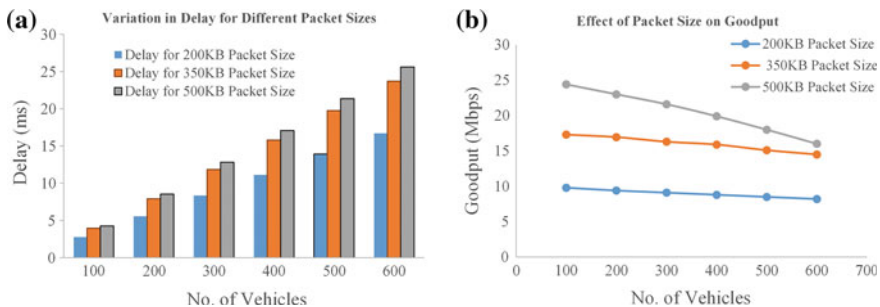 (a)
Variation in Delay for Different Packet Sizes
30
25
20
15
10
5
0
Delay (ms)
Delay for 200KB Packet Size
Delay for 350KB Packet Size
Delay for 500KB Packet Size
100 200 300 400 500 600
No. of Vehicles
(b)
Effect of Packet Size on Goodput
30
25
20
15
10
5
0
Goodput (Mbps)
200KB Packet Size
350KB Packet Size
500KB Packet Size
0 100 200 300 400 500 600 700
No. of Vehicles